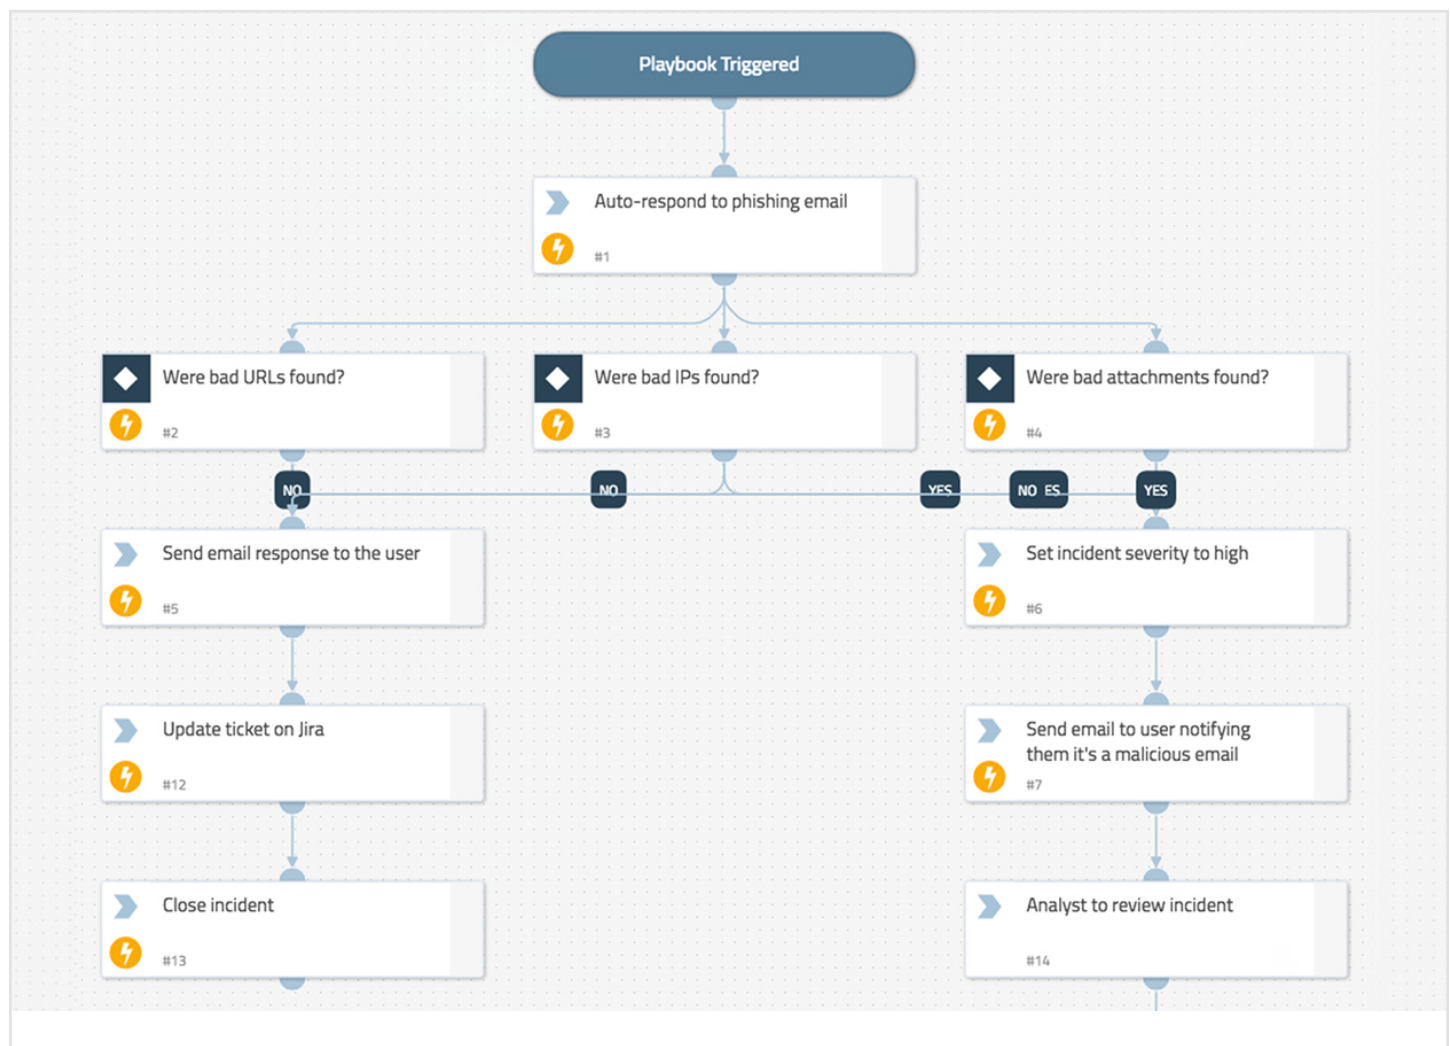 Playbook Triggered
Auto-respond to phishing email
#1
Were bad URLs found?
#2
Were bad IPs found?
#3
Were bad attachments found?
#4
NO
NO
YES
NO ES
YES
Send email response to the user
#5
Set incident severity to high
#6
Update ticket on Jira
#12
Send email to user notifying
them it's a malicious email
#7
Close incident
#13
Analyst to review incident
#14